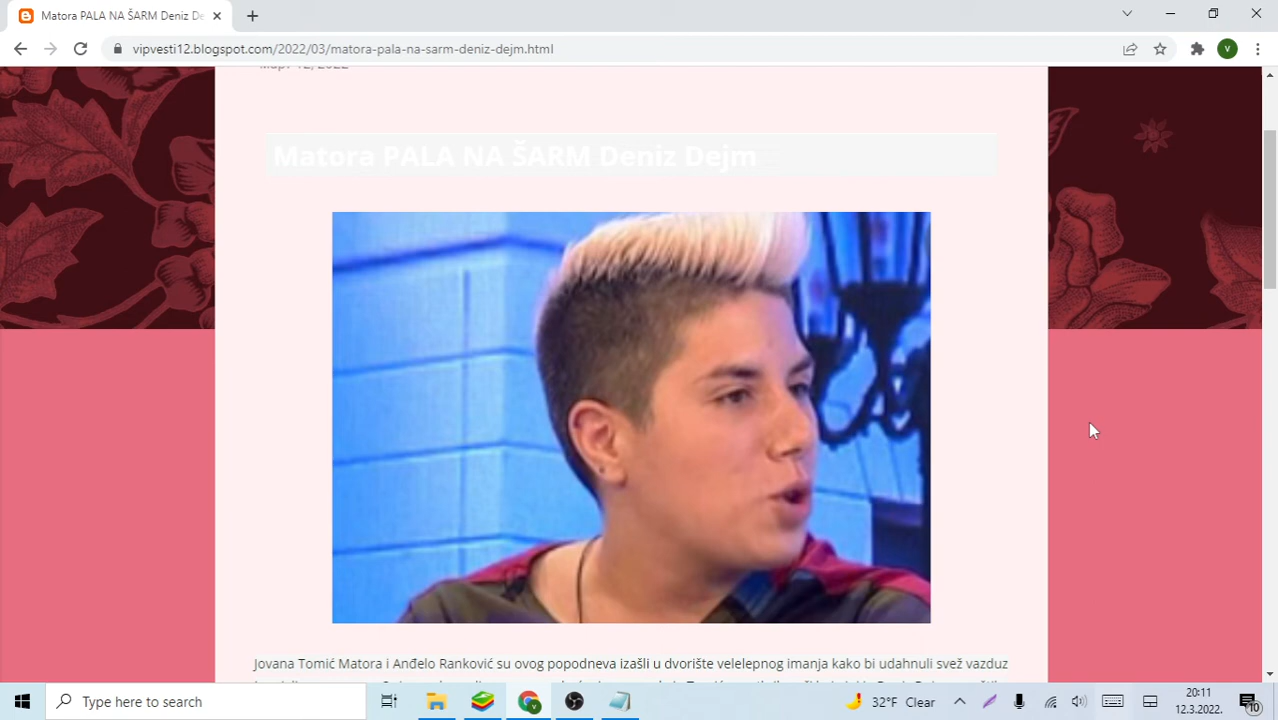 Matora PALA NA ŠARM Deniz De
vipvesti12.blogspot.com/2022/03/matora-pala-na-sarm-deniz-dejm.html
V
Matora PALA NA ŠARM Deniz Dejm
Jovana Tomić Matora i Anđelo Ranković su ovog popodneva izašli u dvorište velelepnog imanja kako bi udahnuli svež vazduz
Type here to search
32°F Clear
20:11
12.3.2022.
10